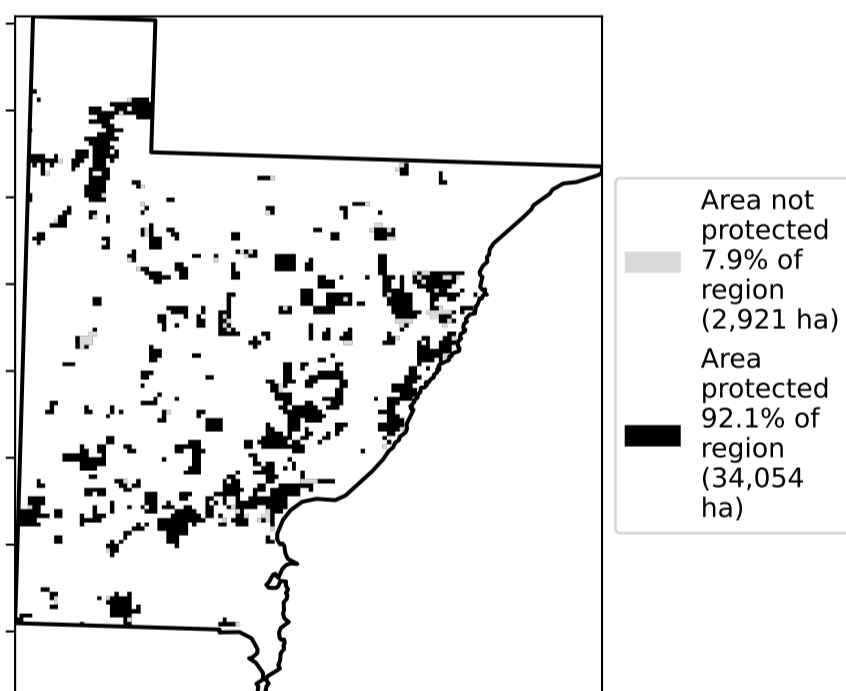 Area not
protected
7.9% of
region
(2,921 ha)
Area
protected
92.1% of
region
(34,054
ha)